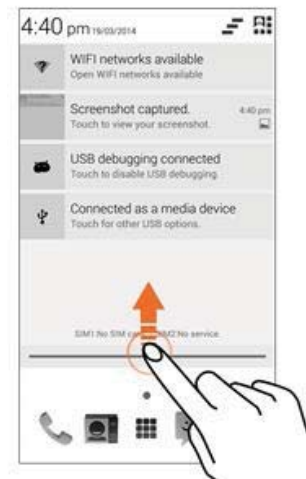 4:40 pm 19/03/2014
WIFI networks available
Open WIFI networks available
Screenshot captured. 4:40 pm
Touch to view your screenshot.
USB debugging connected
Touch to disable USB debugging.
Connected as a media device
Touch for other USB options.
SIM1:No SIM SIM2:No service.